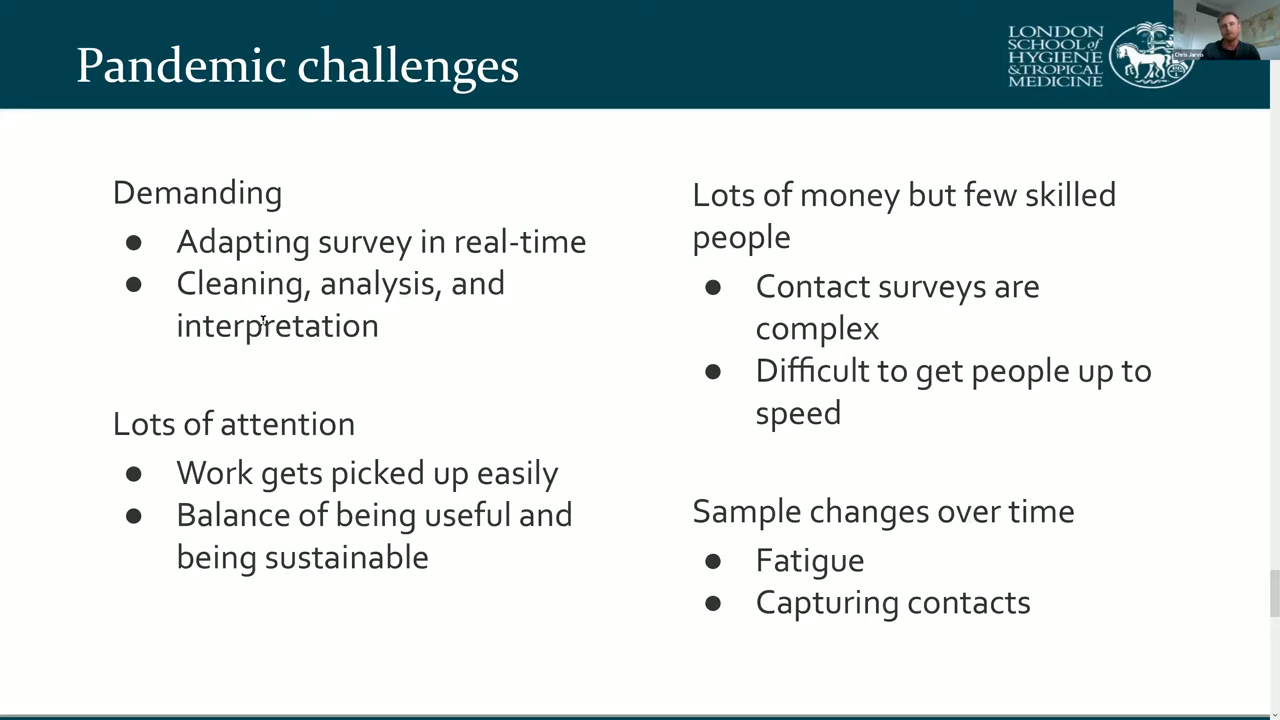 Pandemic challenges
LONDON
SCHOOL of
HYGIENE
& TROPICAL
MEDICINE
Chris Jarvis
Demanding
● Adapting survey in real-time
● Cleaning, analysis, and
interpretation
Lots of attention
● Work gets picked up easily
● Balance of being useful and
being sustainable
Lots of money but few skilled
people
● Contact surveys are
complex
● Difficult to get people up to
speed
Sample changes over time
● Fatigue
● Capturing contacts